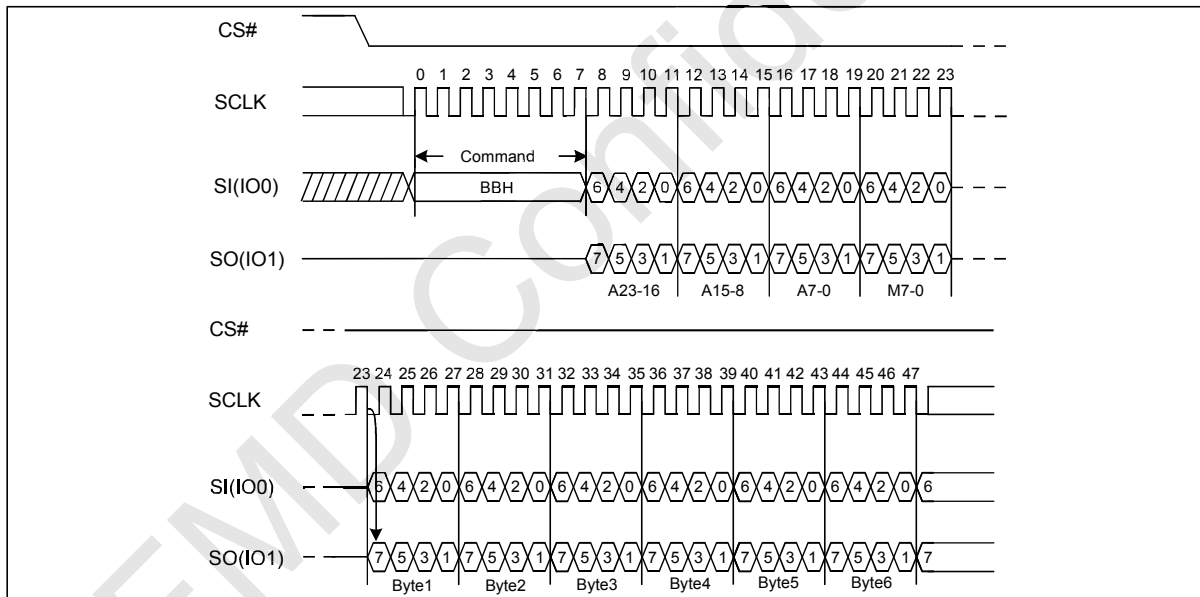 CS#
0 1 2 3 4 5 6 7 8 9 10 11 12 13 14 15 16 17 18 19 20 21 22 23
SCLK
Command
SI(IO0) BBH 6 4 2 0 6 4 2 0 6 4 2 0 6 4 2 0
SO(IO1) 7 5 3 1 7 5 3 1 7 5 3 1 7 5 3 1
A23-16 A15-8 A7-0 M7-0
CS#
23 24 25 26 27 28 29 30 31 32 33 34 35 36 37 38 39 40 41 42 43 44 45 46 47
SCLK
SI(IO0) 6 4 2 0 6 4 2 0 6 4 2 0 6 4 2 0 6 4 2 0 6 4 2 0 6
SO(IO1) 7 5 3 1 7 5 3 1 7 5 3 1 7 5 3 1 7 5 3 1 7 5 3 1 7
Byte1 Byte2 Byte3 Byte4 Byte5 Byte6